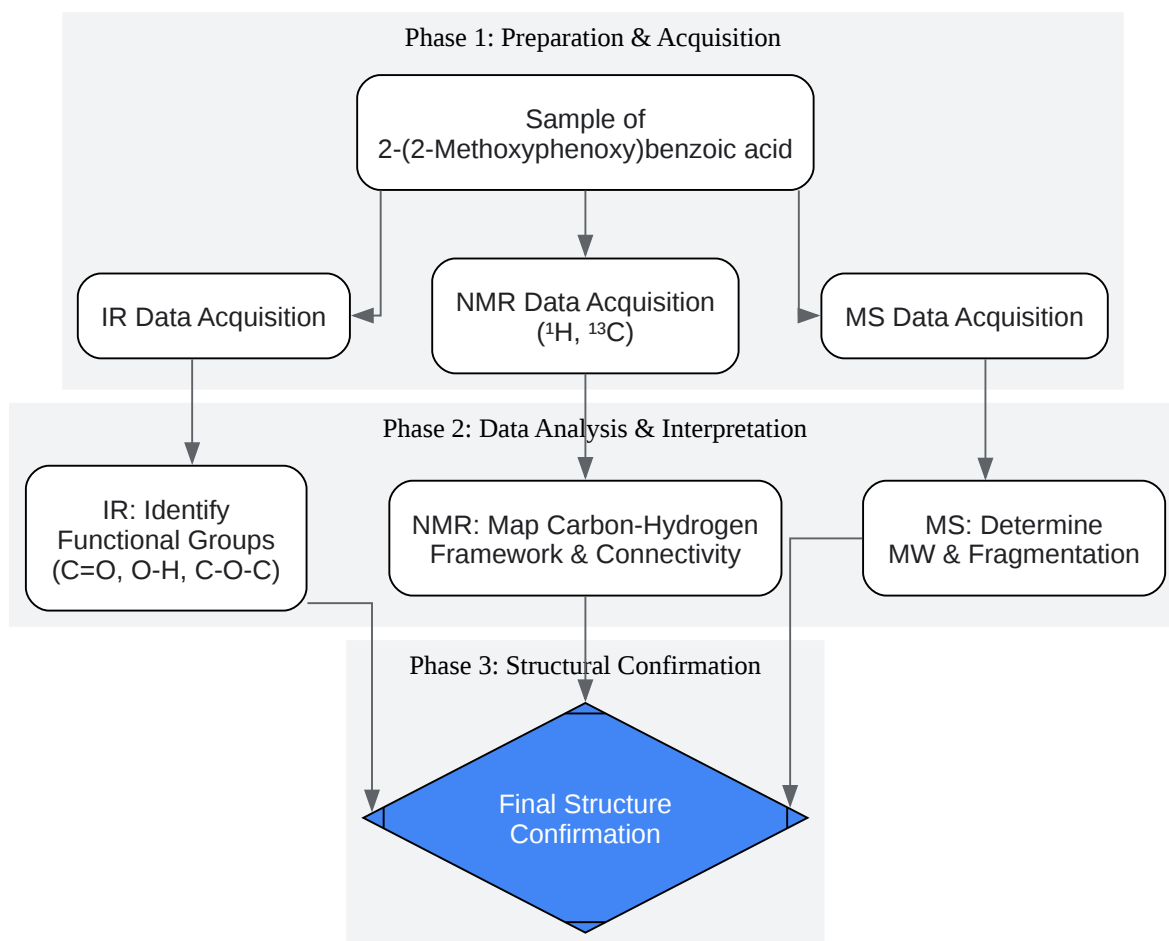 Phase 1: Preparation & Acquisition
Sample of
2-(2-Methoxyphenoxy)benzoic acid
IR Data Acquisition
NMR Data Acquisition
(¹H, ¹³C)
MS Data Acquisition
Phase 2: Data Analysis & Interpretation
IR: Identify
Functional Groups
(C=O, O-H, C-O-C)
NMR: Map Carbon-Hydrogen
Framework & Connectivity
MS: Determine
MW & Fragmentation
Phase 3: Structural Confirmation
Final Structure
Confirmation